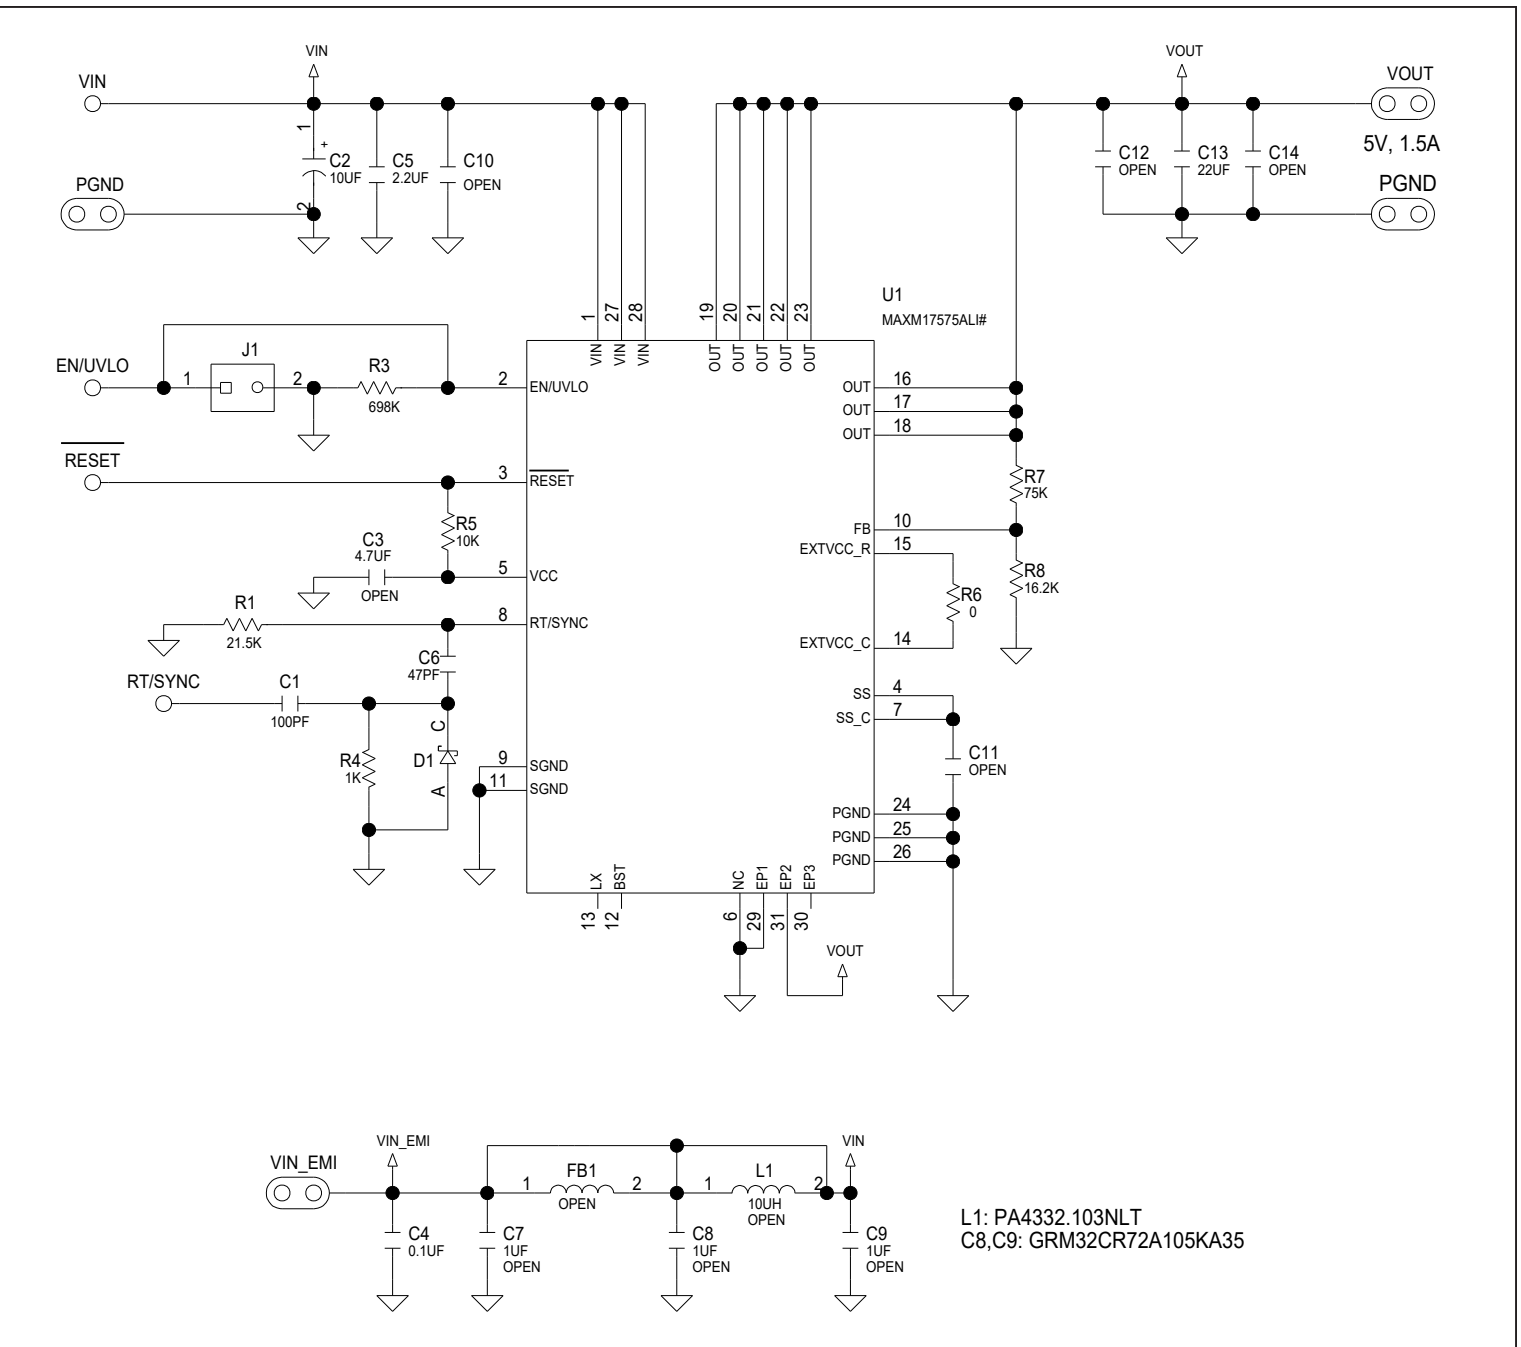 VIN
VIN
1
+
C2
10UF
2
C5
2.2UF
C10
OPEN
PGND
VOUT
VOUT
C12
OPEN
C13
22UF
C14
OPEN
5V, 1.5A
PGND
1
27
28
19
20
21
22
23
U1
MAXM17575ALI#
VIN
VIN
VIN
OUT
OUT
OUT
OUT
OUT
EN/UVLO
1
J1
2
R3
698K
2
EN/UVLO
OUT
16
OUT
17
OUT
18
RESET
3
RESET
R5
10K
C3
4.7UF
OPEN
5
VCC
R7
75K
FB
10
EXTVCC_R
15
R6
0
R8
16.2K
EXTVCC_C
14
R1
21.5K
8
RT/SYNC
C6
47PF
RT/SYNC
C1
100PF
R4
1K
C
D1
A
SS
4
SS_C
7
C11
OPEN
9
SGND
11
SGND
PGND
24
PGND
25
PGND
26
LX
BST
NC
EP1
EP2
EP3
13
12
6
29
31
30
VOUT
VIN_EMI
VIN_EMI
C4
0.1UF
C7
1UF
OPEN
1
FB1
2
OPEN
C8
1UF
OPEN
1
L1
2
10UH
OPEN
VIN
C9
1UF
OPEN
L1: PA4332.103NLT
C8,C9: GRM32CR72A105KA35